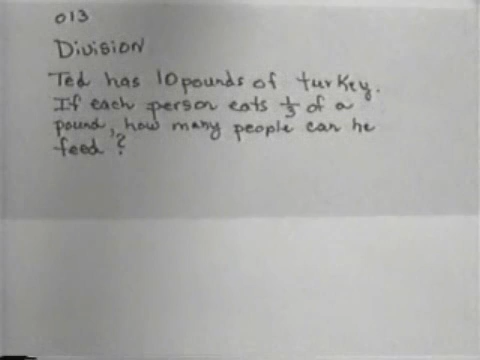 013
Division
Ted has 10 pounds of turkey.
If each person eats 1/3 of a
pound, how many people can he
feed?